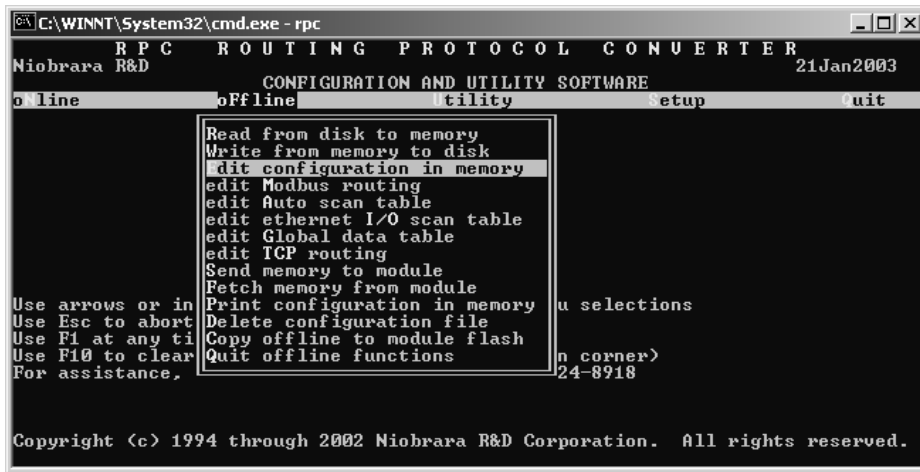 C:\WINNT\System32\cmd.exe - rpc
R P C   R O U T I N G   P R O T O C O L   C O N V E R T E R
Niobrara R&D   21Jan2003
CONFIGURATION AND UTILITY SOFTWARE
oNline   oFfline   Utility   Setup   Quit
Read from disk to memory
Write from memory to disk
Edit configuration in memory
edit Modbus routing
edit Auto scan table
edit ethernet I/O scan table
edit Global data table
edit TCP routing
Send memory to module
Fetch memory from module
Use arrows or in Print configuration in memory u selections
Use Esc to abort Delete configuration file
Use F1 at any ti Copy offline to module flash
Use F10 to clear Quit offline functions n corner)
For assistance, 24-8918
Copyright (c) 1994 through 2002 Niobrara R&D Corporation.  All rights reserved.